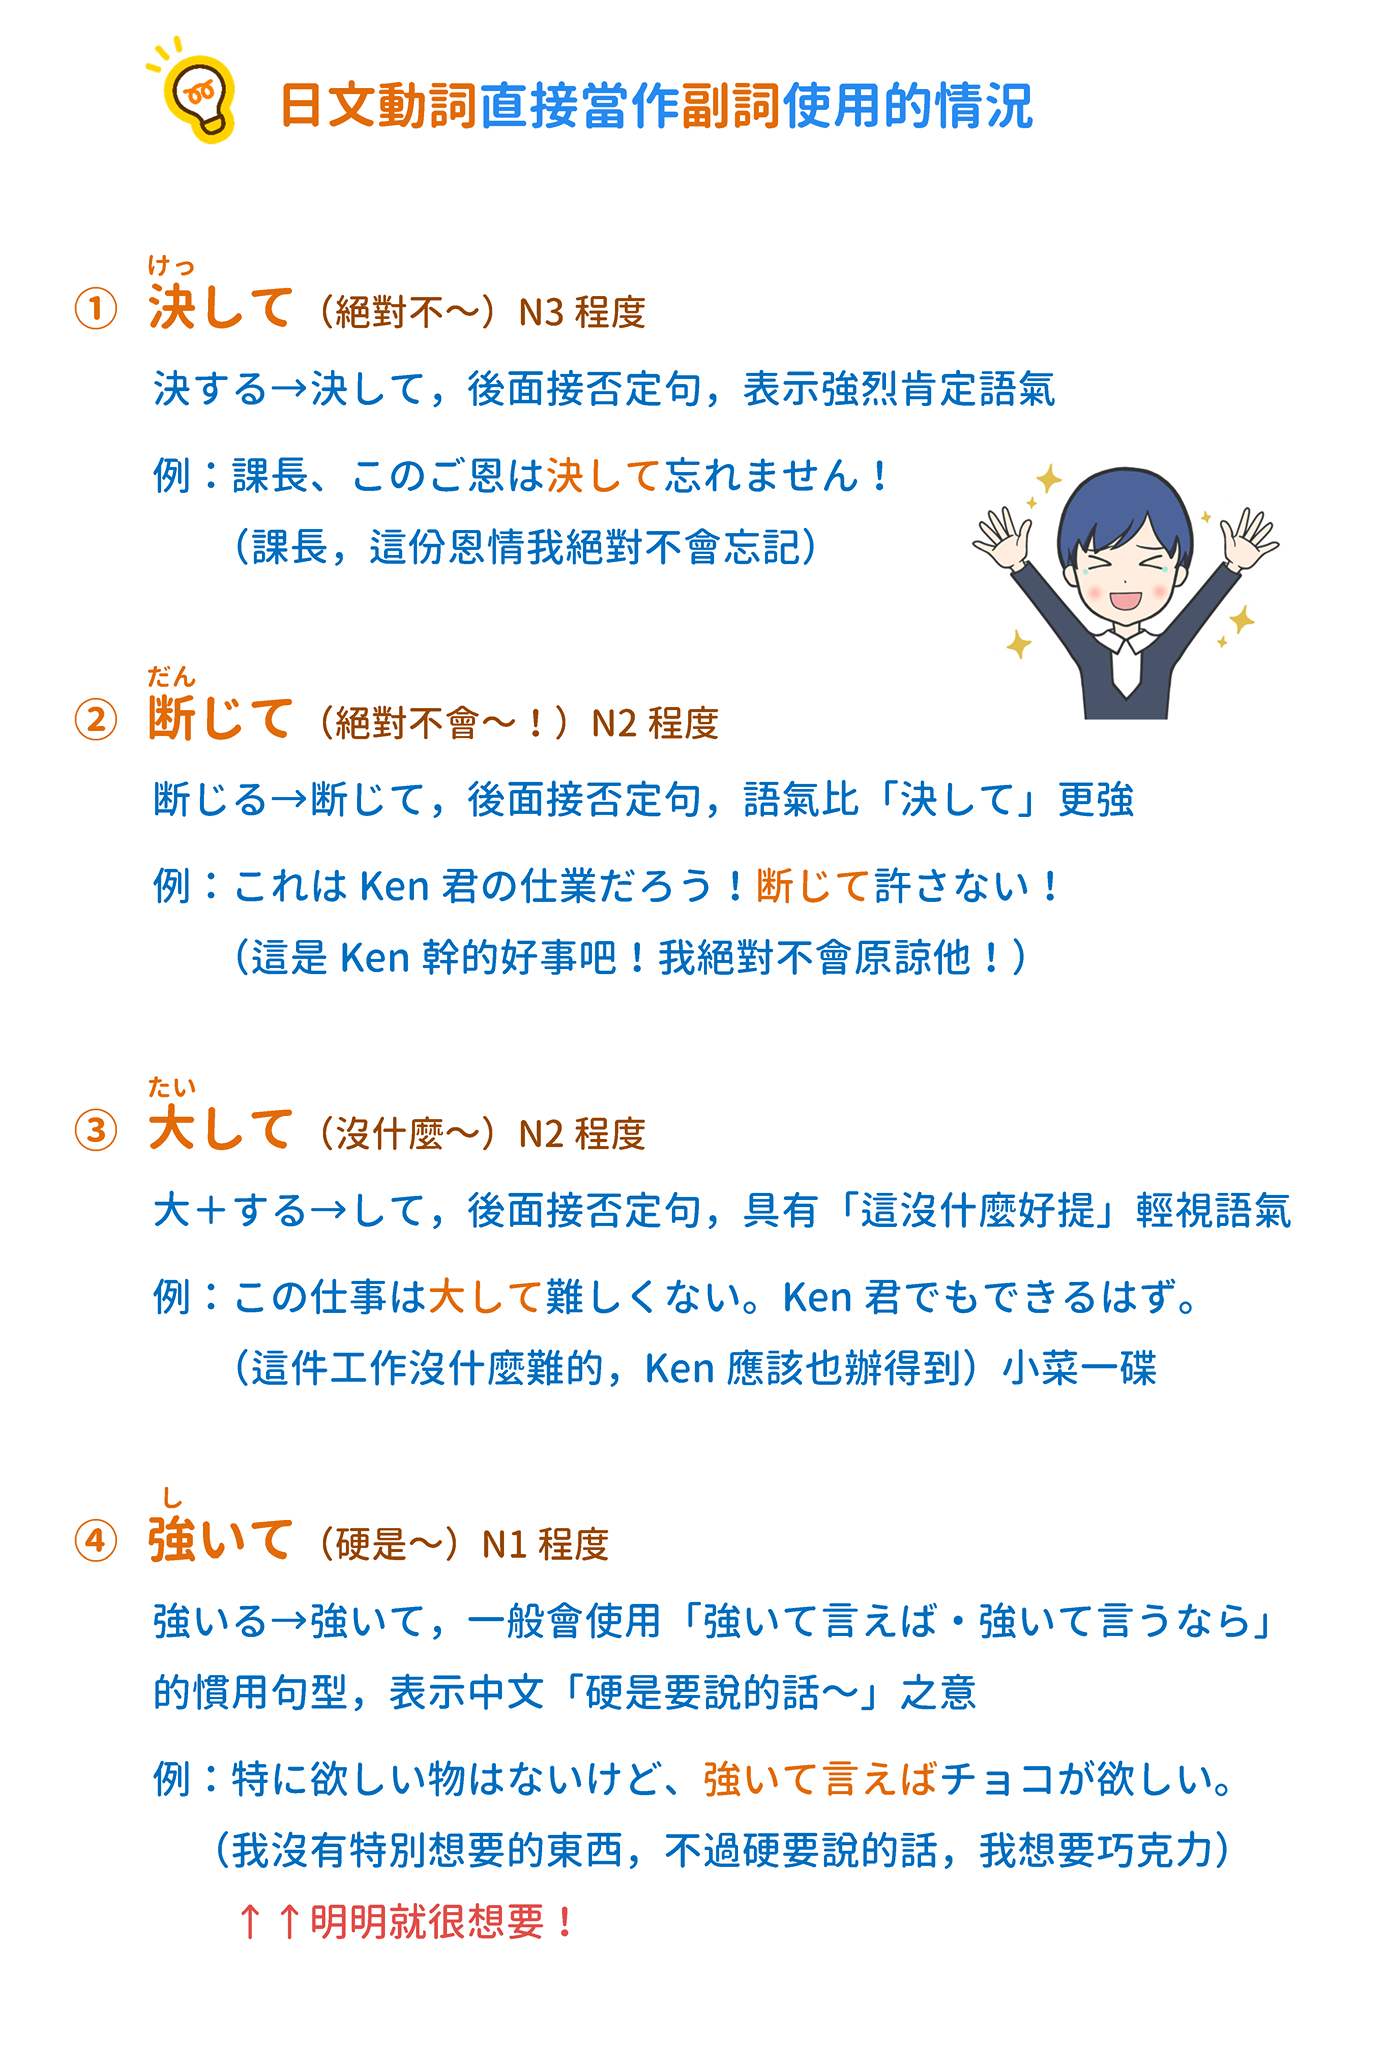 日文動詞直接當作副詞使用的情況
けっ
① 決して（絕對不～）N3 程度
決する→決して，後面接否定句，表示強烈肯定語氣
例：課長、このご恩は決して忘れません！
（課長，這份恩情我絕對不會忘記）
だん
② 断じて（絕對不會～！）N2 程度
断じる→断じて，後面接否定句，語氣比「決して」更強
例：これは Ken 君の仕業だろう！断じて許さない！
（這是 Ken 幹的好事吧！我絕對不會原諒他！）
たい
③ 大して（沒什麼～）N2 程度
大＋する→して，後面接否定句，具有「這沒什麼好提」輕視語氣
例：この仕事は大して難しくない。Ken 君でもできるはず。
（這件工作沒什麼難的，Ken 應該也辦得到）小菜一碟
し
④ 強いて（硬是～）N1 程度
強いる→強いて，一般會使用「強いて言えば・強いて言うなら」
的慣用句型，表示中文「硬是要說的話～」之意
例：特に欲しい物はないけど、強いて言えばチョコが欲しい。
（我沒有特別想要的東西，不過硬要說的話，我想要巧克力）
↑↑明明就很想要！